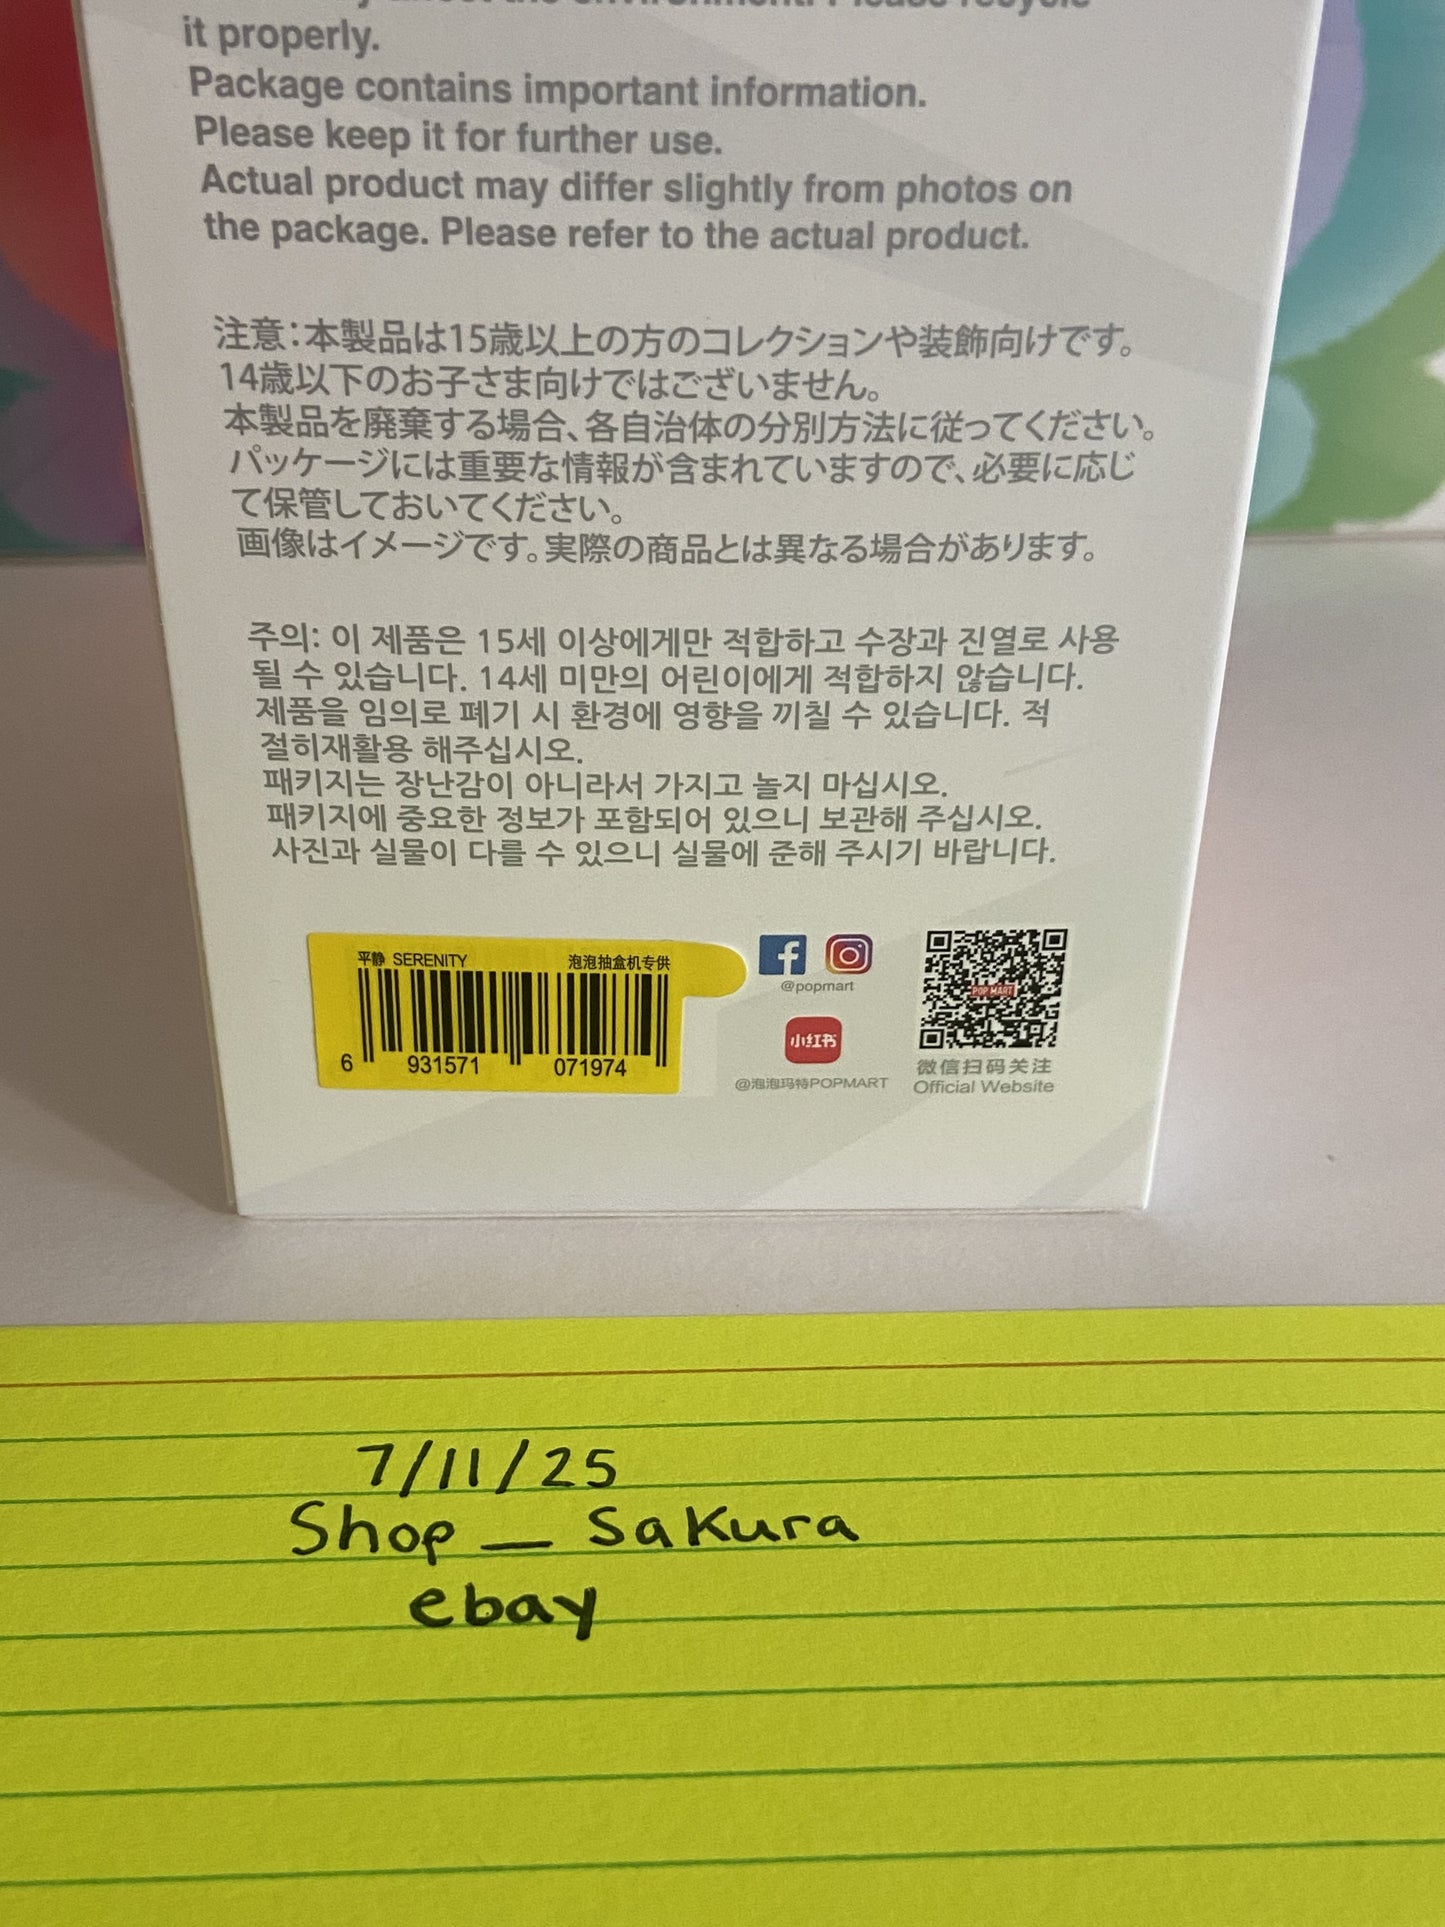 it properly.
Package contains important information.
Please keep it for further use.
Actual product may differ slightly from photos on
the package. Please refer to the actual product.
注意：本製品は15歳以上の方のコレクションや装飾向けです。
14歳以下のお子さま向けではございません。
本製品を廃棄する場合、各自治体の分別方法に従ってください。
パッケージには重要な情報が含まれていますので、必要に応じ
て保管しておいてください。
画像はイメージです。実際の商品とは異なる場合があります。
주의: 이 제품은 15세 이상에게만 적합하고 수장과 진열로 사용
될 수 있습니다. 14세 미만의 어린이에게 적합하지 않습니다.
제품을 임의로 폐기 시 환경에 영향을 끼칠 수 있습니다. 적
절히재활용 해주십시오.
패키지는 장난감이 아니라서 가지고 놀지 마십시오.
패키지에 중요한 정보가 포함되어 있으니 보관해 주십시오.
사진과 실물이 다를 수 있으니 실물에 준해 주시기 바랍니다.
平静 SERENITY 泡泡抽盒机专供
6 931571 071974
@popmart
小红书
@泡泡玛特POPMART
POP MART
微信扫码关注
Official Website
7/11/25
Shop _ Sakura
ebay